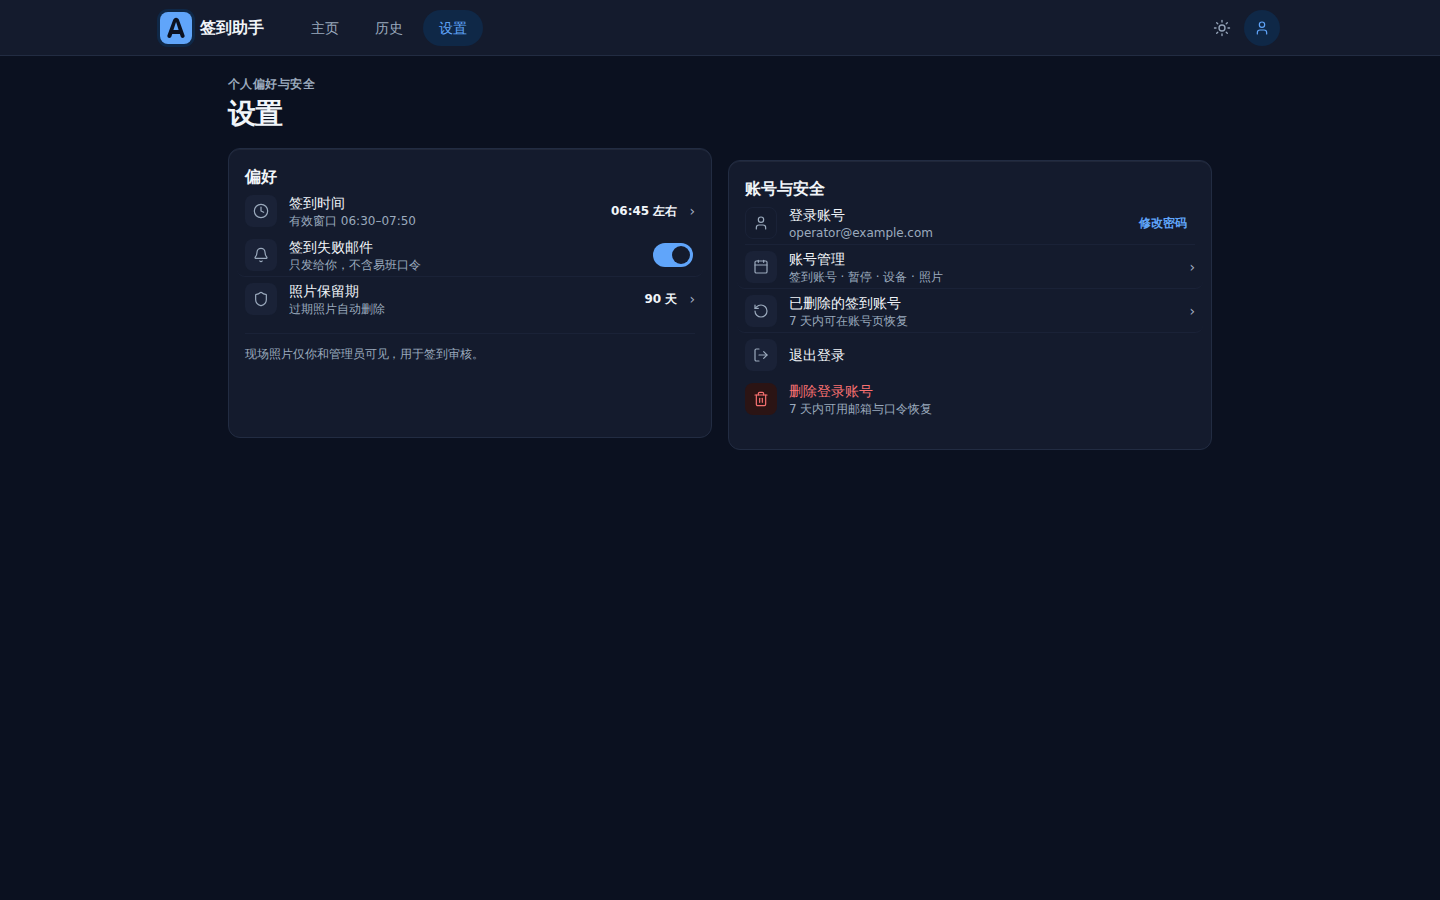 A 签到助手
主页
历史
设置
个人偏好与安全
设置
偏好
签到时间
有效窗口 06:30–07:50
06:45 左右
签到失败邮件
只发给你，不含易班口令
照片保留期
过期照片自动删除
90 天
现场照片仅你和管理员可见，用于签到审核。
账号与安全
登录账号
operator@example.com
修改密码
账号管理
签到账号 · 暂停 · 设备 · 照片
已删除的签到账号
7 天内可在账号页恢复
退出登录
删除登录账号
7 天内可用邮箱与口令恢复